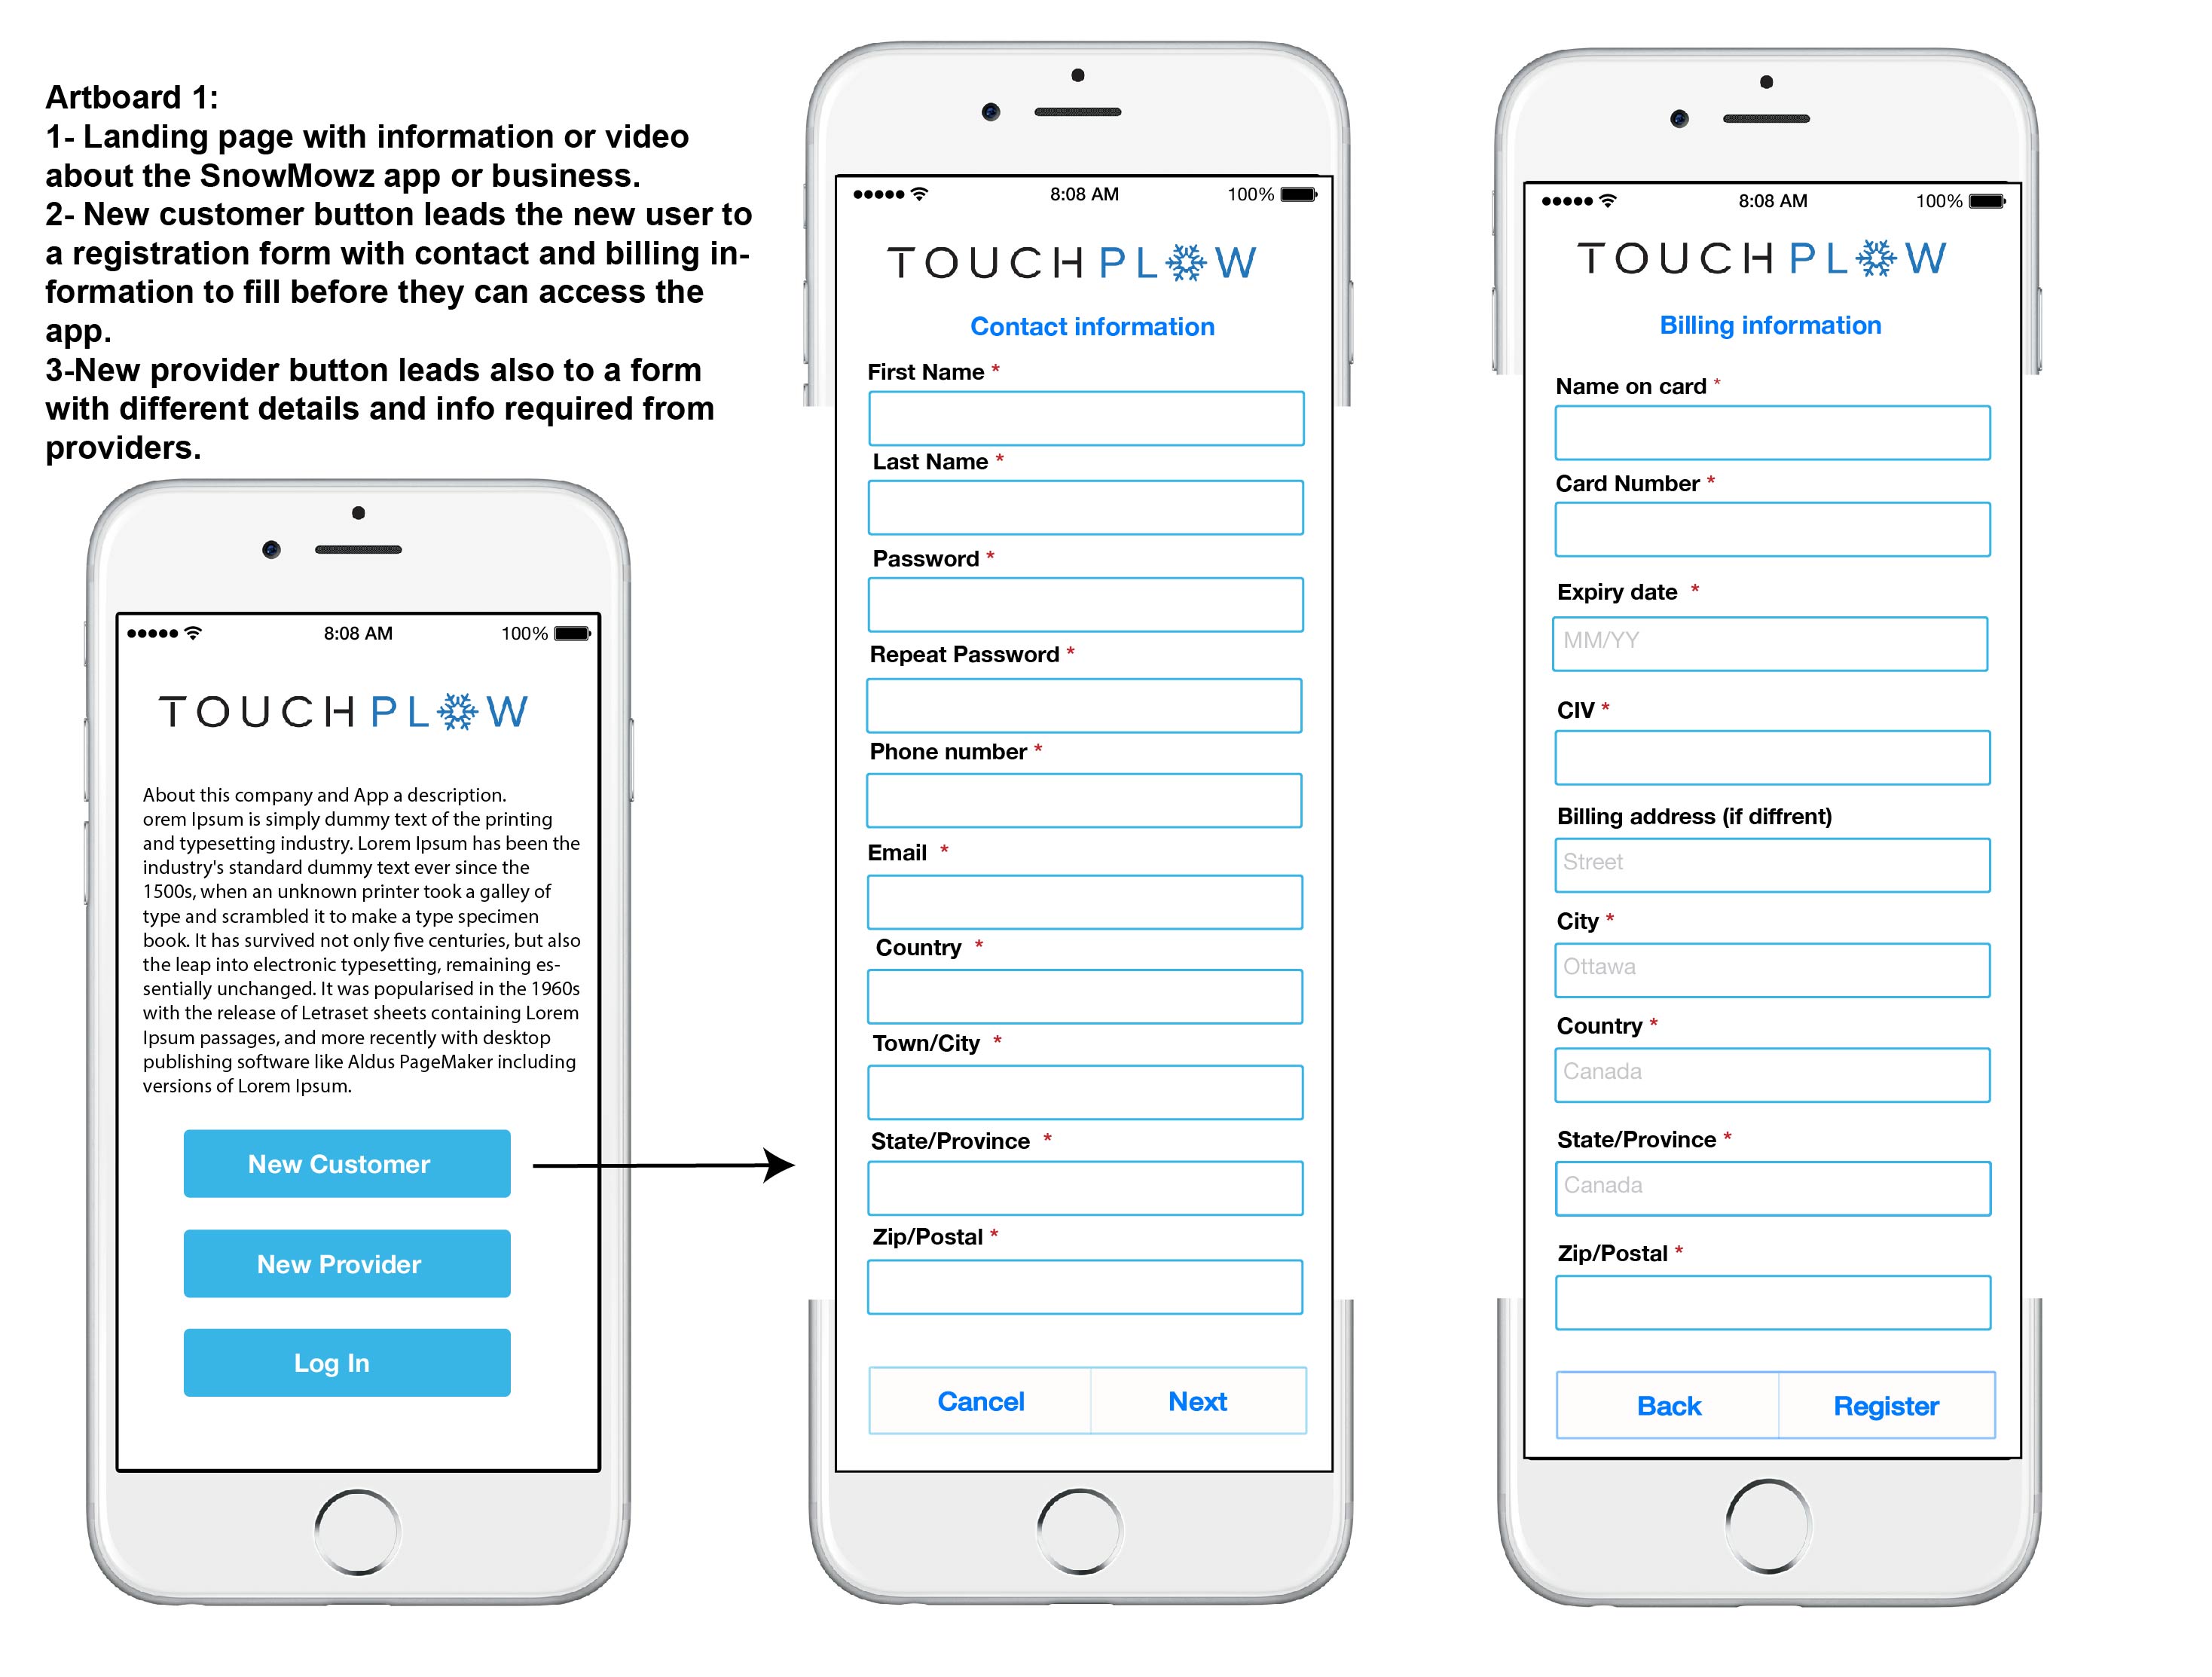 Artboard 1:
1- Landing page with information or video
about the SnowMowz app or business.
2- New customer button leads the new user to
a registration form with contact and billing in-
formation to fill before they can access the
app.
3-New provider button leads also to a form
with different details and info required from
providers.
8:08 AM 100%
TOUCHPLOW
About this company and App a description.
orem Ipsum is simply dummy text of the printing
and typesetting industry. Lorem Ipsum has been the
industry's standard dummy text ever since the
1500s, when an unknown printer took a galley of
type and scrambled it to make a type specimen
book. It has survived not only five centuries, but also
the leap into electronic typesetting, remaining es-
sentially unchanged. It was popularised in the 1960s
with the release of Letraset sheets containing Lorem
Ipsum passages, and more recently with desktop
publishing software like Aldus PageMaker including
versions of Lorem Ipsum.
New Customer
New Provider
Log In
8:08 AM 100%
TOUCHPLOW
Contact information
First Name *
Last Name *
Password *
Repeat Password *
Phone number *
Email *
Country *
Town/City *
State/Province *
Zip/Postal *
Cancel Next
8:08 AM 100%
TOUCHPLOW
Billing information
Name on card *
Card Number *
Expiry date *
MM/YY
CIV *
Billing address (if diffrent)
Street
City *
Ottawa
Country *
Canada
State/Province *
Canada
Zip/Postal *
Back Register